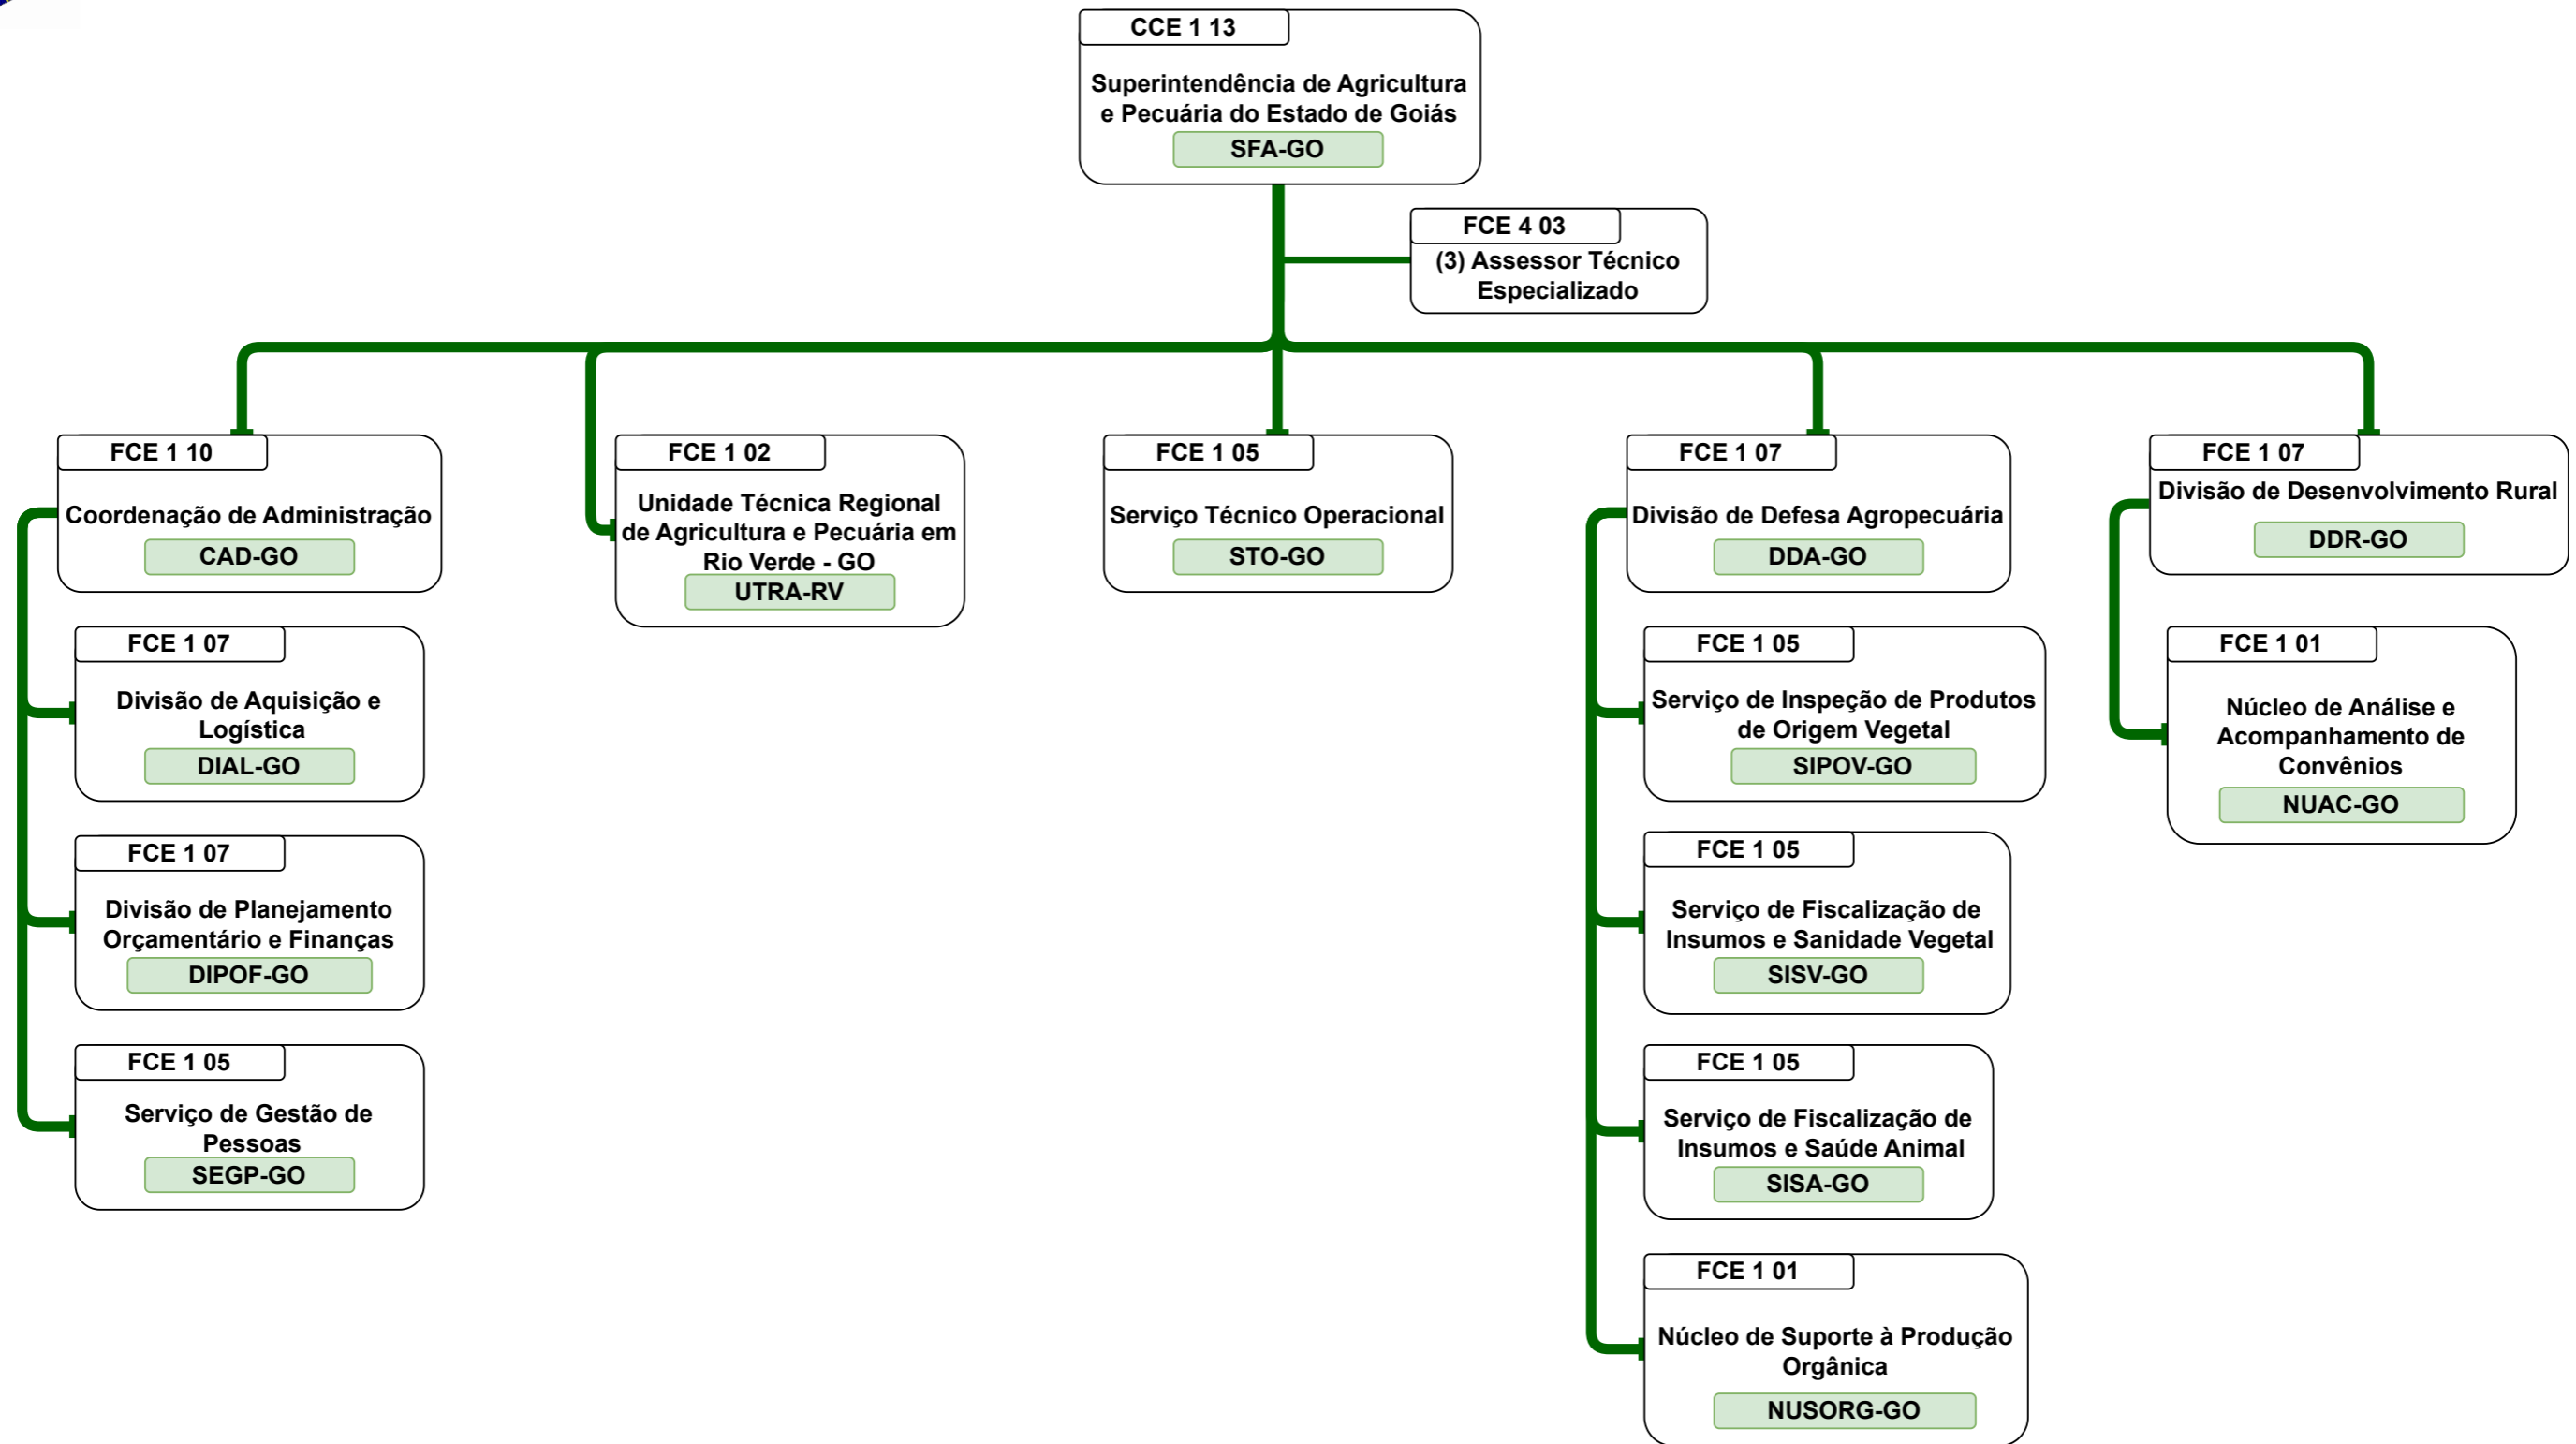 CCE 1 13
Superintendência de Agricultura
e Pecuária do Estado de Goiás
SFA-GO
FCE 4 03
(3) Assessor Técnico
Especializado
FCE 1 10
Coordenação de Administração
CAD-GO
FCE 1 07
Divisão de Aquisição e
Logística
DIAL-GO
FCE 1 07
Divisão de Planejamento
Orçamentário e Finanças
DIPOF-GO
FCE 1 05
Serviço de Gestão de
Pessoas
SEGP-GO
FCE 1 02
Unidade Técnica Regional
de Agricultura e Pecuária em
Rio Verde - GO
UTRA-RV
FCE 1 05
Serviço Técnico Operacional
STO-GO
FCE 1 07
Divisão de Defesa Agropecuária
DDA-GO
FCE 1 05
Serviço de Inspeção de Produtos
de Origem Vegetal
SIPOV-GO
FCE 1 05
Serviço de Fiscalização de
Insumos e Sanidade Vegetal
SISV-GO
FCE 1 05
Serviço de Fiscalização de
Insumos e Saúde Animal
SISA-GO
FCE 1 01
Núcleo de Suporte à Produção
Orgânica
NUSORG-GO
FCE 1 07
Divisão de Desenvolvimento Rural
DDR-GO
FCE 1 01
Núcleo de Análise e
Acompanhamento de
Convênios
NUAC-GO